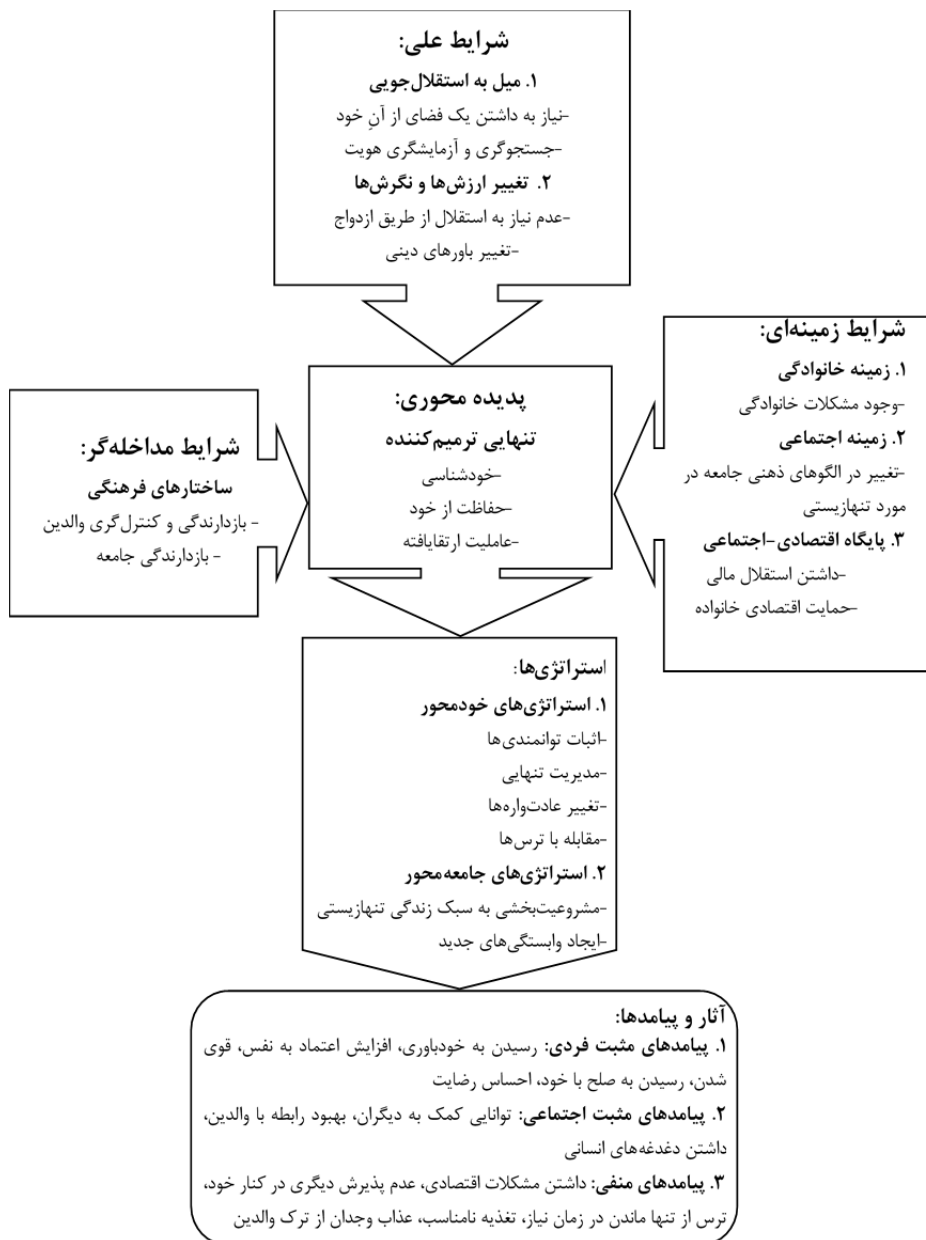 شرایط علی:
۱. میل به استقلال‌جویی
-نیاز به داشتن یک فضای از آنِ خود
-جستجوگری و آزمایشگری هویت
۲. تغییر ارزش‌ها و نگرش‌ها
-عدم نیاز به استقلال از طریق ازدواج
-تغییر باورهای دینی
شرایط زمینه‌ای:
۱. زمینه خانوادگی
-وجود مشکلات خانوادگی
۲. زمینه اجتماعی
-تغییر در الگوهای ذهنی جامعه در
مورد تنهازیستی
۳. پایگاه اقتصادی-اجتماعی
-داشتن استقلال مالی
-حمایت اقتصادی خانواده
پدیده محوری:
تنهایی ترمیم‌کننده
-خودشناسی
-حفاظت از خود
-عاملیت ارتقایافته
شرایط مداخله‌گر:
ساختارهای فرهنگی
- بازدارندگی و کنترل‌گری والدین
- بازدارندگی جامعه
استراتژی‌ها:
۱. استراتژی‌های خودمحور
-اثبات توانمندی‌ها
-مدیریت تنهایی
-تغییر عادت‌واره‌ها
-مقابله با ترس‌ها
۲. استراتژی‌های جامعه‌محور
-مشروعیت‌بخشی به سبک زندگی تنهازیستی
-ایجاد وابستگی‌های جدید
آثار و پیامدها:
۱. پیامدهای مثبت فردی: رسیدن به خودباوری، افزایش اعتماد به نفس، قوی
شدن، رسیدن به صلح با خود، احساس رضایت
۲. پیامدهای مثبت اجتماعی: توانایی کمک به دیگران، بهبود رابطه با والدین،
داشتن دغدغه‌های انسانی
۳. پیامدهای منفی: داشتن مشکلات اقتصادی، عدم پذیرش دیگری در کنار خود،
ترس از تنها ماندن در زمان نیاز، تغذیه نامناسب، عذاب وجدان از ترک والدین